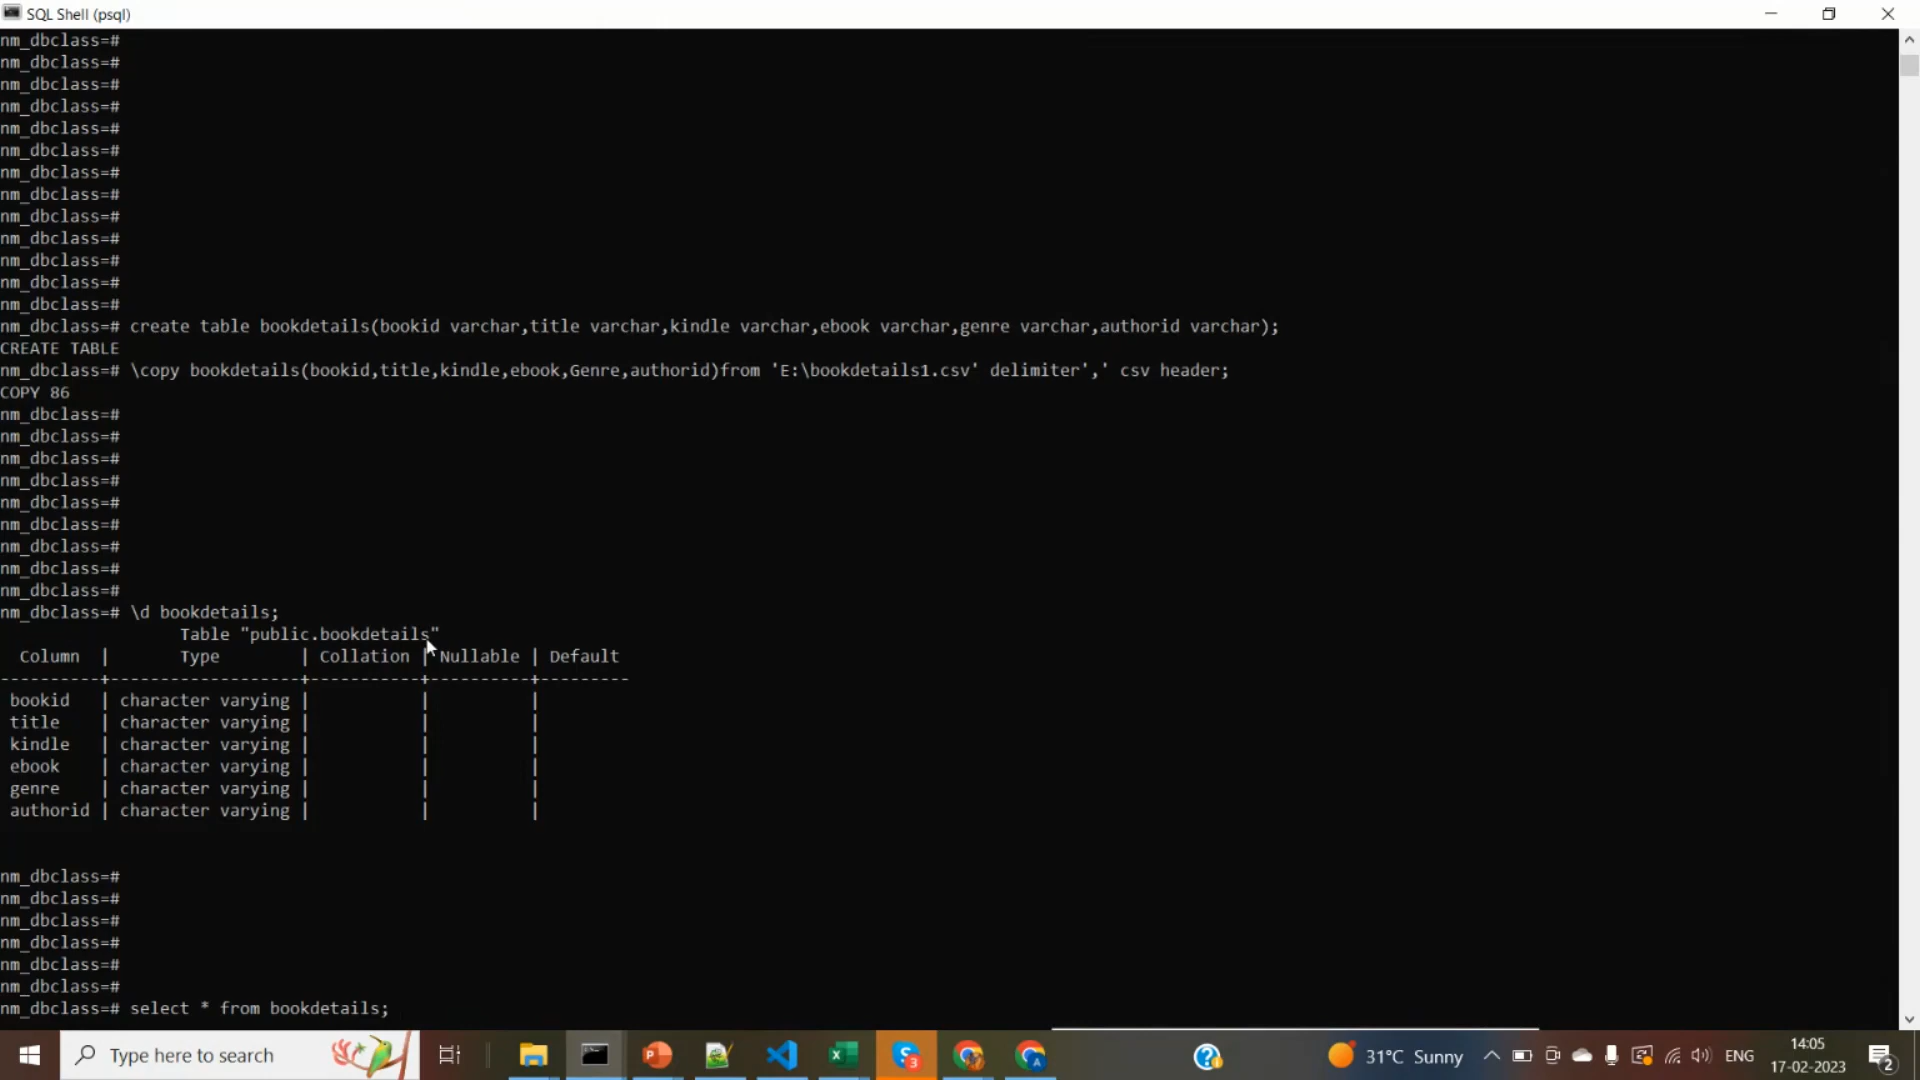 SQL Shell (psql)
nm_dbclass=#
nm_dbclass=#
nm_dbclass=#
nm_dbclass=#
nm_dbclass=#
nm_dbclass=#
nm_dbclass=#
nm_dbclass=#
nm_dbclass=#
nm_dbclass=#
nm_dbclass=#
nm_dbclass=#
nm_dbclass=#
nm_dbclass=# create table bookdetails(bookid varchar,title varchar,kindle varchar,ebook varchar,genre varchar,authorid varchar);
CREATE TABLE
nm_dbclass=# \copy bookdetails(bookid,title,kindle,ebook,Genre,authorid)from 'E:\bookdetails1.csv' delimiter',' csv header;
COPY 86
nm_dbclass=#
nm_dbclass=#
nm_dbclass=#
nm_dbclass=#
nm_dbclass=#
nm_dbclass=#
nm_dbclass=#
nm_dbclass=#
nm_dbclass=#
nm_dbclass=# \d bookdetails;
Table "public.bookdetails"
Column | Type | Collation | Nullable | Default
----------+-------------------+-----------+----------+---------
bookid | character varying | | |
title | character varying | | |
kindle | character varying | | |
ebook | character varying | | |
genre | character varying | | |
authorid | character varying | | |
nm_dbclass=#
nm_dbclass=#
nm_dbclass=#
nm_dbclass=#
nm_dbclass=#
nm_dbclass=#
nm_dbclass=# select * from bookdetails;
Type here to search
3
31°C Sunny
ENG
14:05
17-02-2023
2